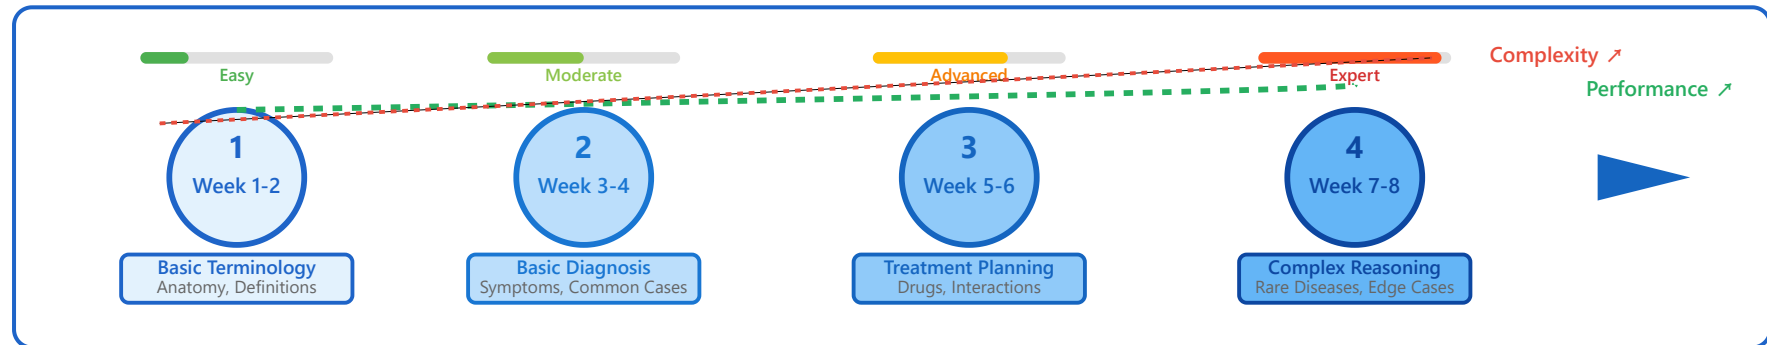 Easy
Moderate
Advanced
Expert
Complexity ↗
Performance ↗
1
Week 1-2
2
Week 3-4
3
Week 5-6
4
Week 7-8
Basic Terminology
Anatomy, Definitions
Basic Diagnosis
Symptoms, Common Cases
Treatment Planning
Drugs, Interactions
Complex Reasoning
Rare Diseases, Edge Cases